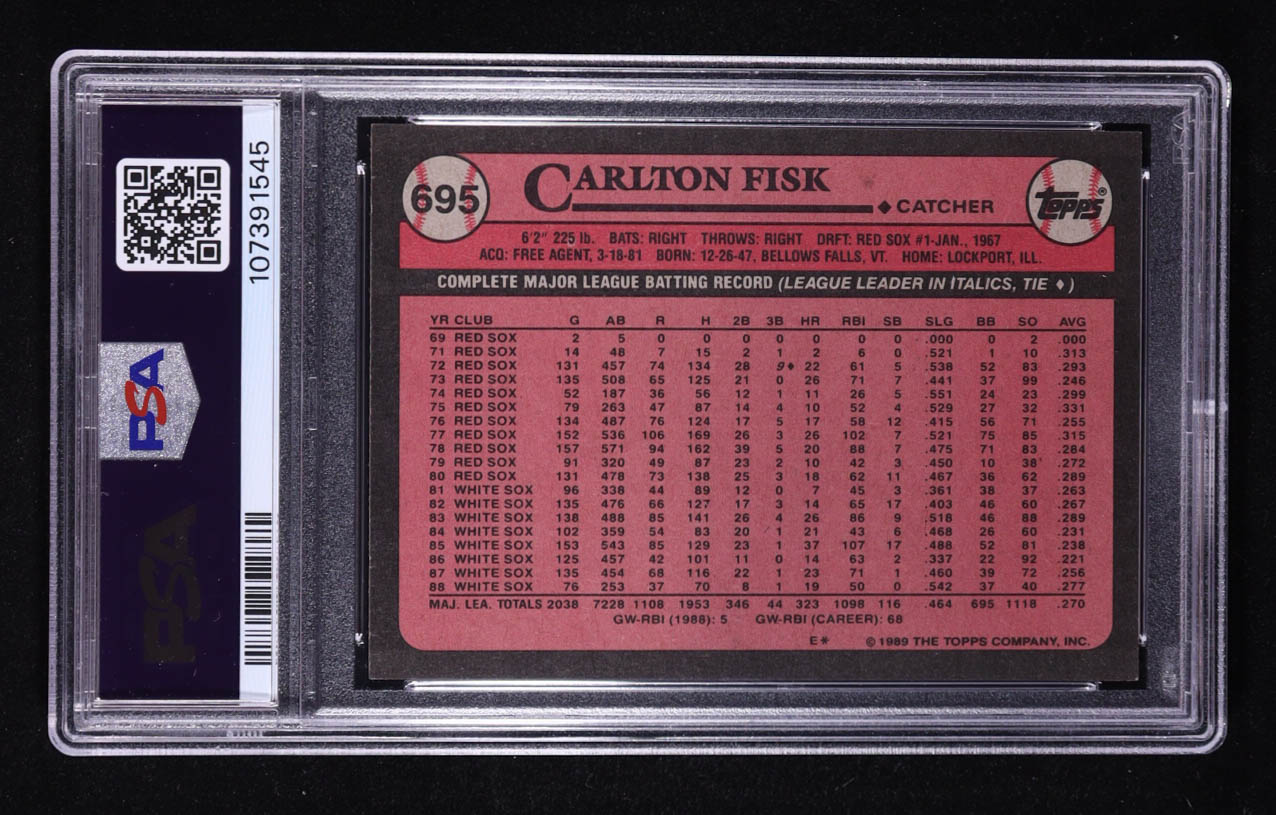 107391545
PSA
PSA
695
CARLTON FISK
♦ CATCHER
TOPPS®
6'2" 225 lb. BATS: RIGHT THROWS: RIGHT DRFT: RED SOX #1-JAN., 1967
ACQ: FREE AGENT, 3-18-81 BORN: 12-26-47, BELLOWS FALLS, VT. HOME: LOCKPORT, ILL.
COMPLETE MAJOR LEAGUE BATTING RECORD (LEAGUE LEADER IN ITALICS, TIE ♦)
YR CLUB G AB R H 2B 3B HR RBI SB SLG BB SO AVG
69 RED SOX 2 5 0 0 0 0 0 0 0 .000 0 2 .000
71 RED SOX 14 48 7 15 2 1 2 6 0 .521 1 10 .313
72 RED SOX 131 457 74 134 28 9♦ 22 61 5 .538 52 83 .293
73 RED SOX 135 508 65 125 21 0 26 71 7 .441 37 99 .246
74 RED SOX 52 187 36 56 12 1 11 26 5 .551 24 23 .299
75 RED SOX 79 263 47 87 14 4 10 52 4 .529 27 32 .331
76 RED SOX 134 487 76 124 17 5 17 58 12 .415 56 71 .255
77 RED SOX 152 536 106 169 26 3 26 102 7 .521 75 85 .315
78 RED SOX 157 571 94 162 39 5 20 88 7 .475 71 83 .284
79 RED SOX 91 320 49 87 23 2 10 42 3 .450 10 38 .272
80 RED SOX 131 478 73 138 25 3 18 62 11 .467 36 62 .289
81 WHITE SOX 96 338 44 89 12 0 7 45 3 .361 38 37 .263
82 WHITE SOX 135 476 66 127 17 3 14 65 17 .403 46 60 .267
83 WHITE SOX 138 488 85 141 26 4 26 86 9 .518 46 88 .289
84 WHITE SOX 102 359 54 83 20 1 21 43 6 .468 26 60 .231
85 WHITE SOX 153 543 85 129 23 1 37 107 17 .488 52 81 .238
86 WHITE SOX 125 457 42 101 11 0 14 63 2 .337 22 92 .221
87 WHITE SOX 135 454 68 116 22 1 23 71 1 .460 39 72 .256
88 WHITE SOX 76 253 37 70 8 1 19 50 0 .542 37 40 .277
MAJ. LEA. TOTALS 2038 7228 1108 1953 346 44 323 1098 116 .464 695 1118 .270
GW-RBI (1988): 5 GW-RBI (CAREER): 68
E* © 1989 THE TOPPS COMPANY, INC.